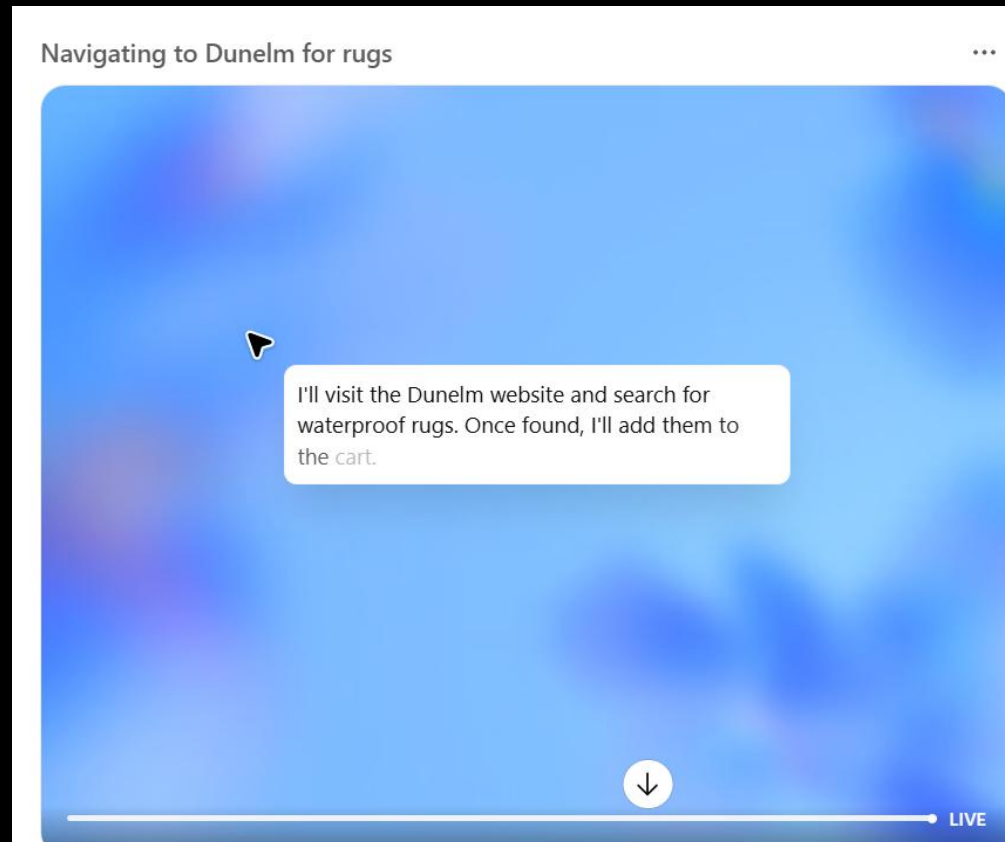 Navigating to Dunelm for rugs
I'll visit the Dunelm website and search for
waterproof rugs. Once found, I'll add them to
the cart.
LIVE